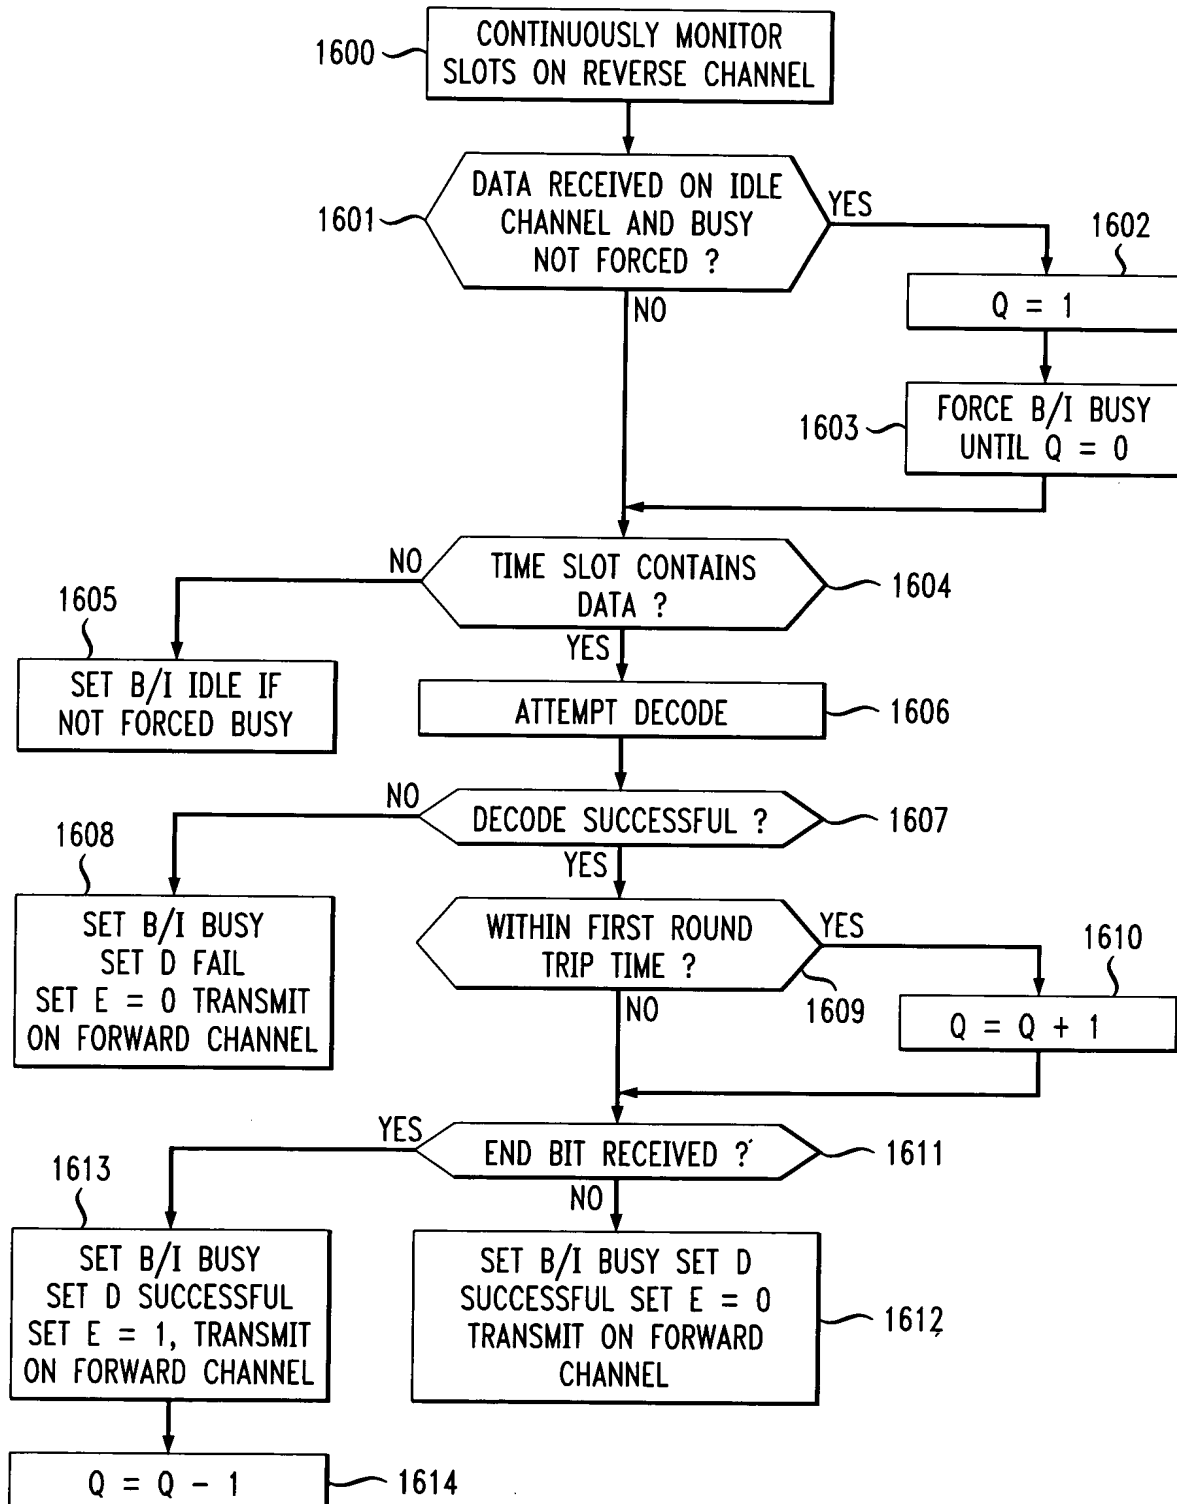 CONTINUOUSLY MONITOR
SLOTS ON REVERSE CHANNEL
1600
DATA RECEIVED ON IDLE
CHANNEL AND BUSY
NOT FORCED ?
1601
YES
NO
1602
Q = 1
FORCE B/I BUSY
UNTIL Q = 0
1603
TIME SLOT CONTAINS
DATA ?
1604
NO
YES
1605
SET B/I IDLE IF
NOT FORCED BUSY
ATTEMPT DECODE
1606
DECODE SUCCESSFUL ?
1607
NO
YES
1608
SET B/I BUSY
SET D FAIL
SET E = 0 TRANSMIT
ON FORWARD CHANNEL
WITHIN FIRST ROUND
TRIP TIME ?
1609
YES
NO
1610
Q = Q + 1
END BIT RECEIVED ?
1611
YES
NO
1613
SET B/I BUSY
SET D SUCCESSFUL
SET E = 1, TRANSMIT
ON FORWARD CHANNEL
SET B/I BUSY SET D
SUCCESSFUL SET E = 0
TRANSMIT ON FORWARD
CHANNEL
1612
Q = Q - 1
1614